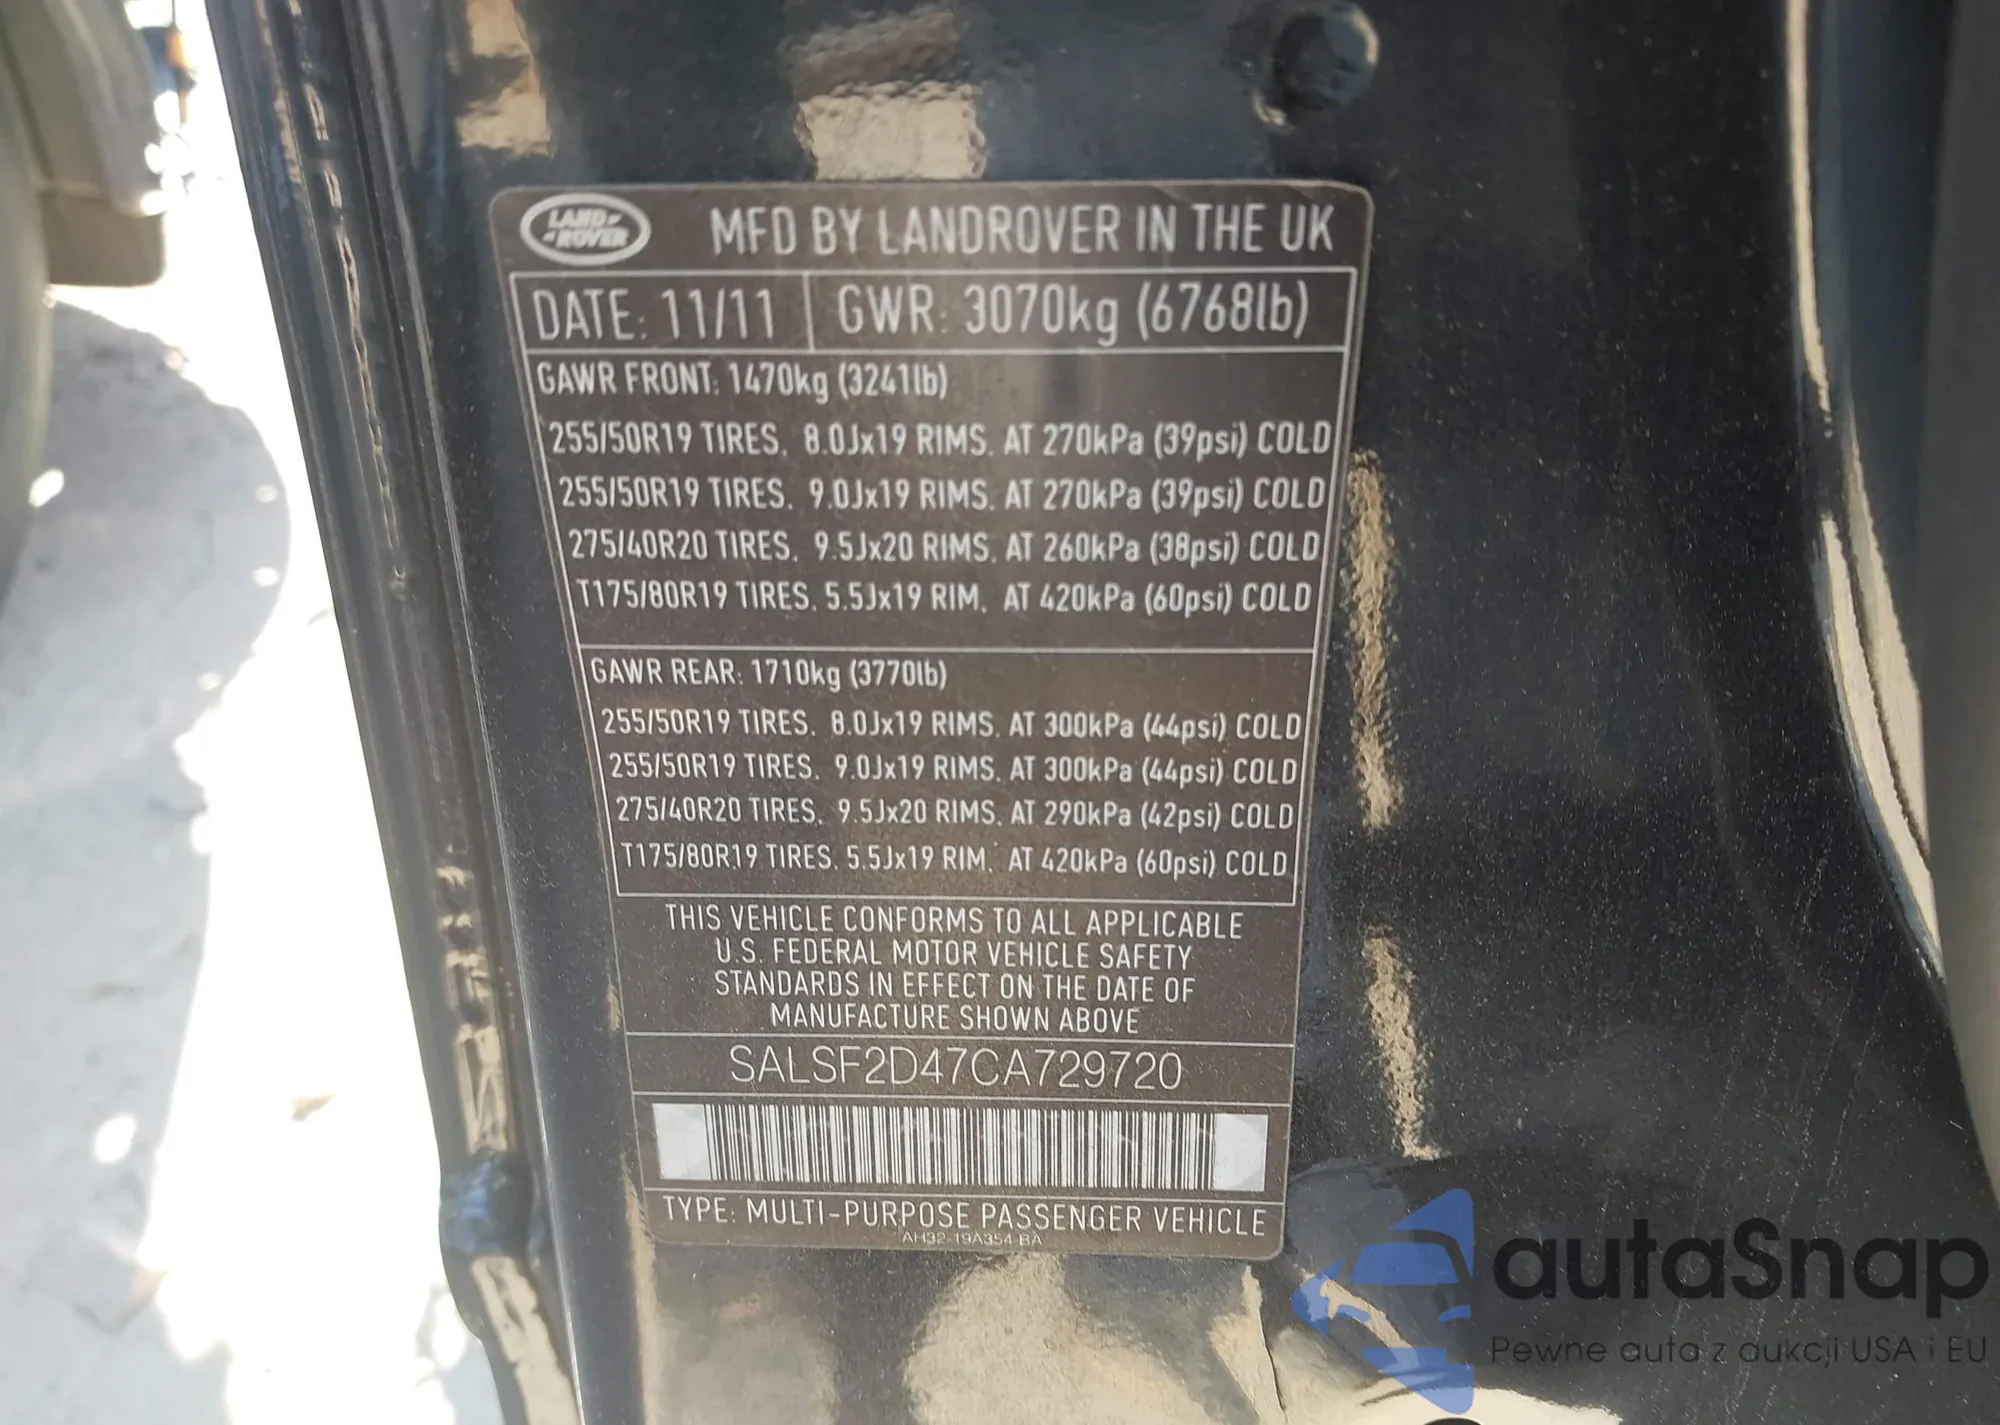 LAND
ROVER
MFD BY LANDROVER IN THE UK
DATE: 11/11 GWR: 3070kg (6768lb)
GAWR FRONT: 1470kg (3241lb)
255/50R19 TIRES, 8.0Jx19 RIMS, AT 270kPa (39psi) COLD
255/50R19 TIRES, 9.0Jx19 RIMS, AT 270kPa (39psi) COLD
275/40R20 TIRES, 9.5Jx20 RIMS, AT 260kPa (38psi) COLD
T175/80R19 TIRES, 5.5Jx19 RIM, AT 420kPa (60psi) COLD
GAWR REAR: 1710kg (3770lb)
255/50R19 TIRES, 8.0Jx19 RIMS, AT 300kPa (44psi) COLD
255/50R19 TIRES, 9.0Jx19 RIMS, AT 300kPa (44psi) COLD
275/40R20 TIRES, 9.5Jx20 RIMS, AT 290kPa (42psi) COLD
T175/80R19 TIRES, 5.5Jx19 RIM, AT 420kPa (60psi) COLD
THIS VEHICLE CONFORMS TO ALL APPLICABLE
U.S. FEDERAL MOTOR VEHICLE SAFETY
STANDARDS IN EFFECT ON THE DATE OF
MANUFACTURE SHOWN ABOVE
SALSF2D47CA729720
TYPE: MULTI-PURPOSE PASSENGER VEHICLE
AH32-19A354-BA
autaSnap
Pewne auta z aukcji USA i EU